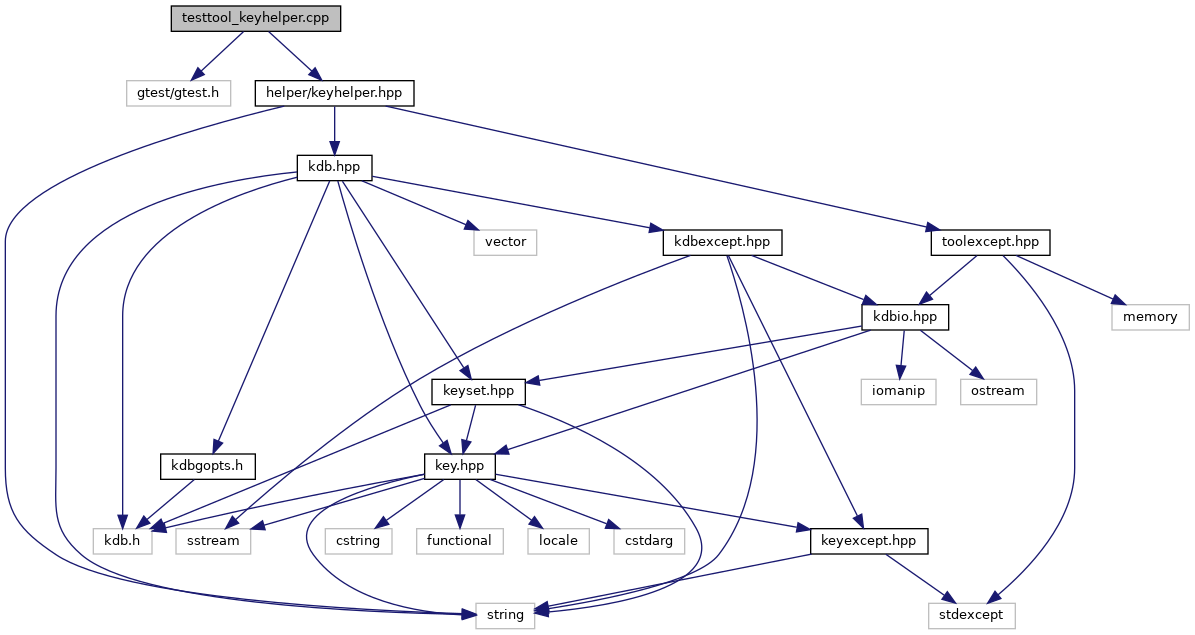 testtool_keyhelper.cpp
gtest/gtest.h
helper/keyhelper.hpp
kdb.hpp
vector
kdbexcept.hpp
toolexcept.hpp
kdbio.hpp
memory
keyset.hpp
iomanip
ostream
kdbgopts.h
key.hpp
kdb.h
sstream
cstring
functional
locale
cstdarg
keyexcept.hpp
string
stdexcept